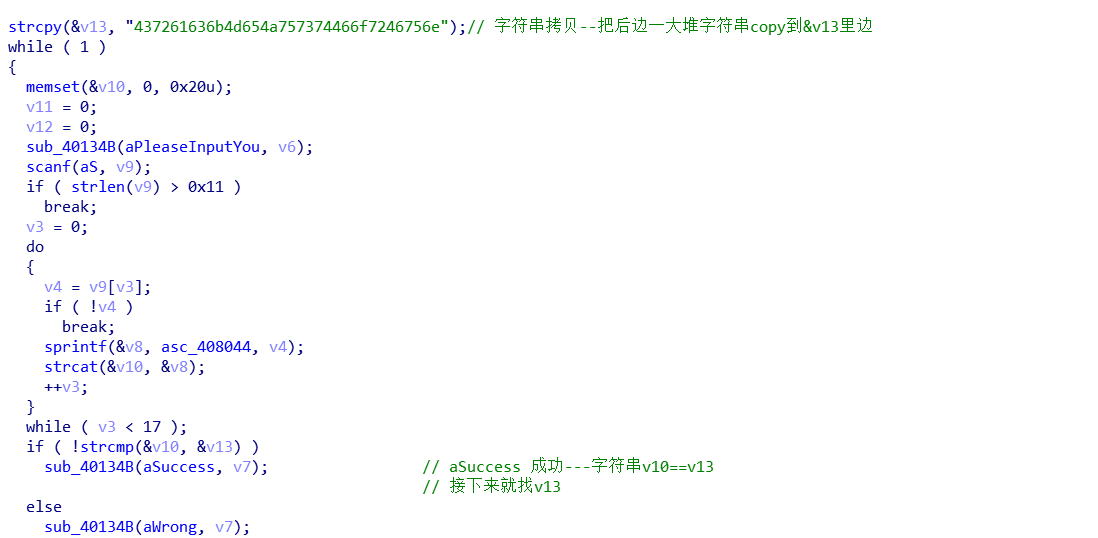 strcpy(&v13, "437261636b4d654a757374466f7246756e");// 字符串拷贝--把后边一大堆字符串copy到&v13里边
while ( 1 )
{
  memset(&v10, 0, 0x20u);
  v11 = 0;
  v12 = 0;
  sub_40134B(aPleaseInputYou, v6);
  scanf(aS, v9);
  if ( strlen(v9) > 0x11 )
    break;
  v3 = 0;
  do
  {
    v4 = v9[v3];
    if ( !v4 )
      break;
    sprintf(&v8, asc_408044, v4);
    strcat(&v10, &v8);
    ++v3;
  }
  while ( v3 < 17 );
  if ( !strcmp(&v10, &v13) )
    sub_40134B(aSuccess, v7);                 // aSuccess 成功---字符串v10==v13
                                              // 接下来就找v13
  else
    sub_40134B(aWrong, v7);